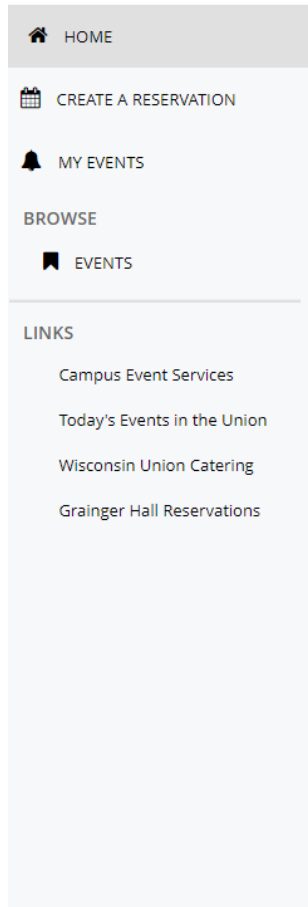 HOME
CREATE A RESERVATION
MY EVENTS
BROWSE
EVENTS
LINKS
Campus Event Services
Today's Events in the Union
Wisconsin Union Catering
Grainger Hall Reservations